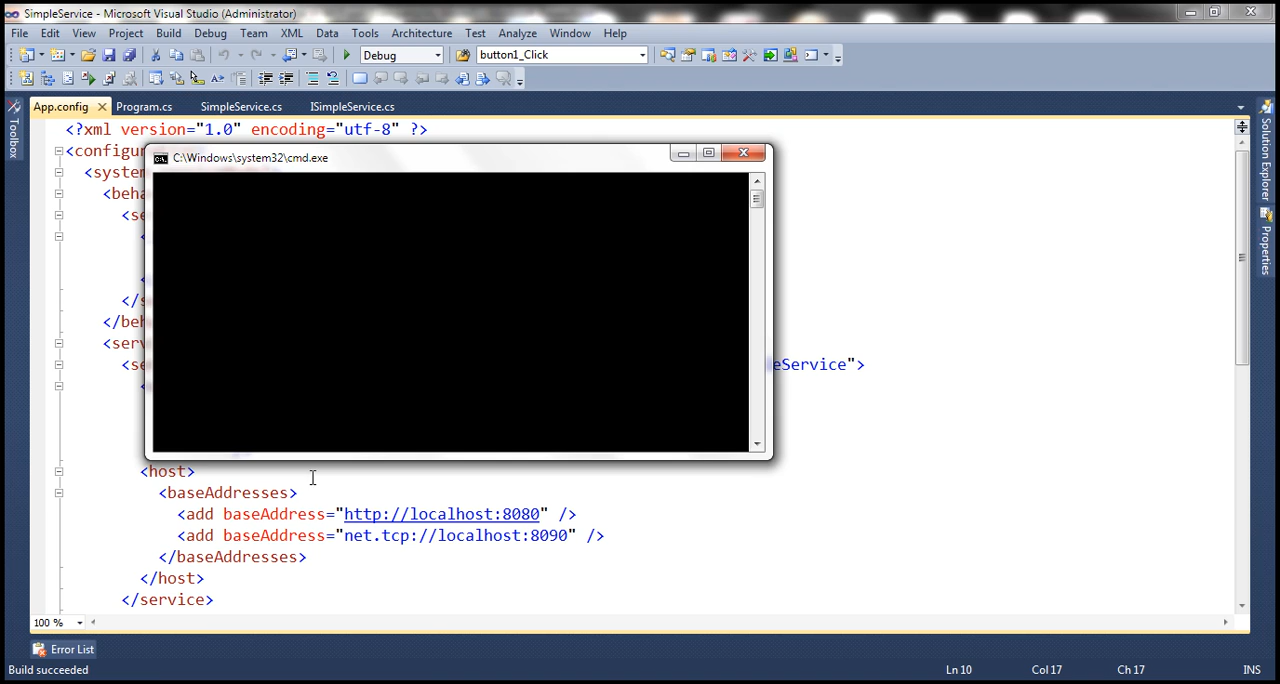 SimpleService - Microsoft Visual Studio (Administrator)
File Edit View Project Build Debug Team XML Data Tools Architecture Test Analyze Window Help
Debug button1_Click
App.config Program.cs SimpleService.cs ISimpleService.cs
Toolbox
Solution Explorer
Properties
<?xml version="1.0" encoding="utf-8" ?>
<configu
C:\Windows\system32\cmd.exe
<system
<beha
<se
</s
</beh
<serv
<se eService">
<host>
<baseAddresses>
<add baseAddress="http://localhost:8080" />
<add baseAddress="net.tcp://localhost:8090" />
</baseAddresses>
</host>
</service>
100 %
Error List
Build succeeded Ln 10 Col 17 Ch 17 INS